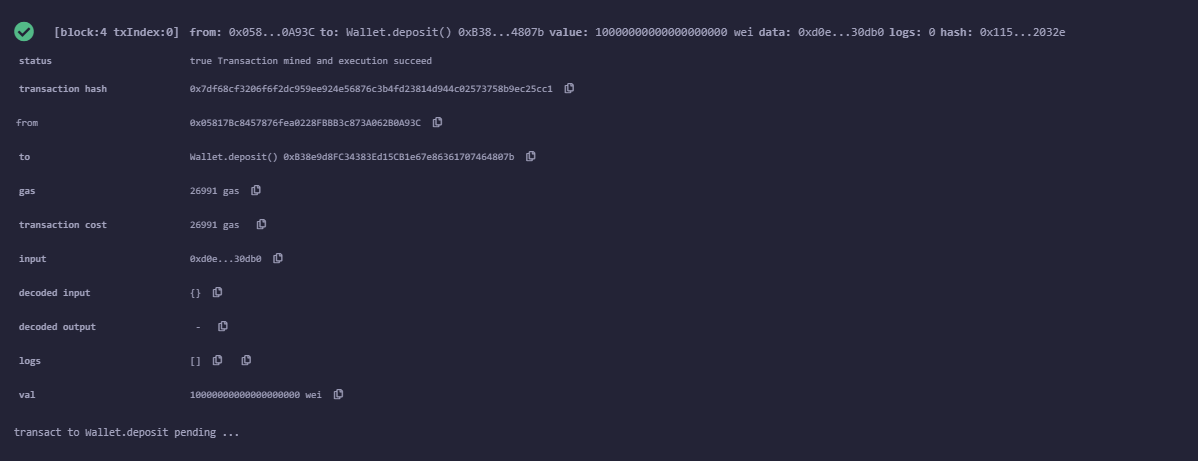 [block:4 txIndex:0] from: 0x058...0A93C to: Wallet.deposit() 0xB38...4807b value: 10000000000000000000 wei data: 0xd0e...30db0 logs: 0 hash: 0x115...2032e
status true Transaction mined and execution succeed
transaction hash 0x7df68cf3206f6f2dc959ee924e56876c3b4fd23814d944c02573758b9ec25cc1
from 0x05817Bc8457876fea0228FBBB3c873A062B0A93C
to Wallet.deposit() 0xB38e9d8FC34383Ed15CB1e67e86361707464807b
gas 26991 gas
transaction cost 26991 gas
input 0xd0e...30db0
decoded input {}
decoded output -
logs []
val 10000000000000000000 wei
transact to Wallet.deposit pending ...